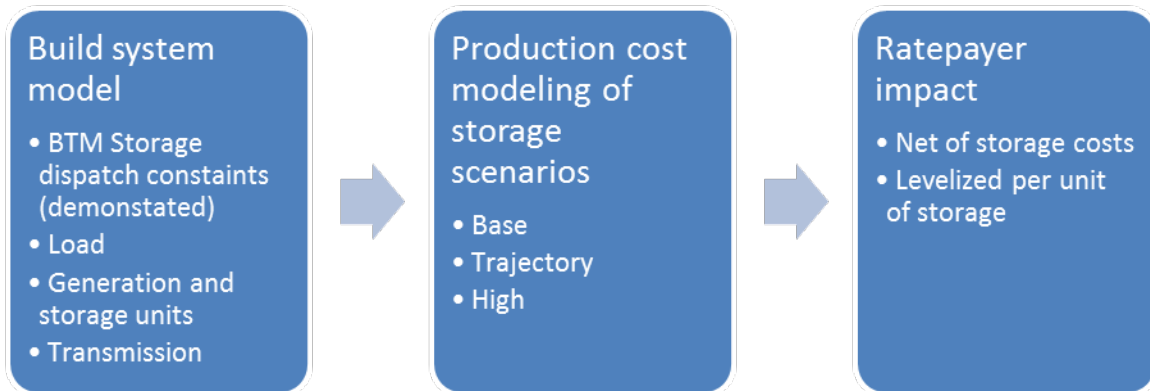 Build system
model
• BTM Storage
dispatch constaints
(demonstated)
• Load
• Generation and
storage units
• Transmission
Production cost
modeling of
storage
scenarios
• Base
• Trajectory
• High
Ratepayer
impact
• Net of storage costs
• Levelized per unit
of storage